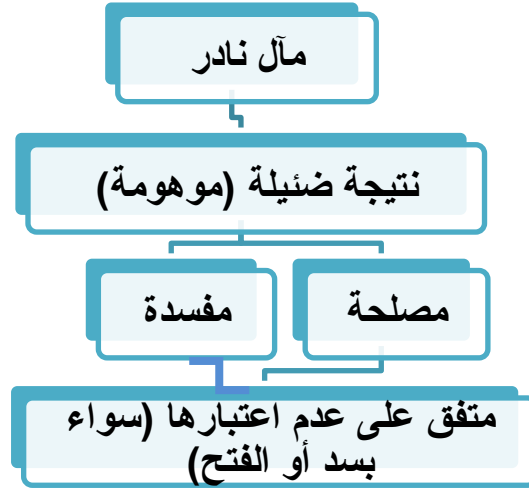 مآل نادر
نتيجة ضئيلة (موهومة)
مصلحة
مفسدة
متفق على عدم اعتبارها (سواء
بسد أو الفتح)